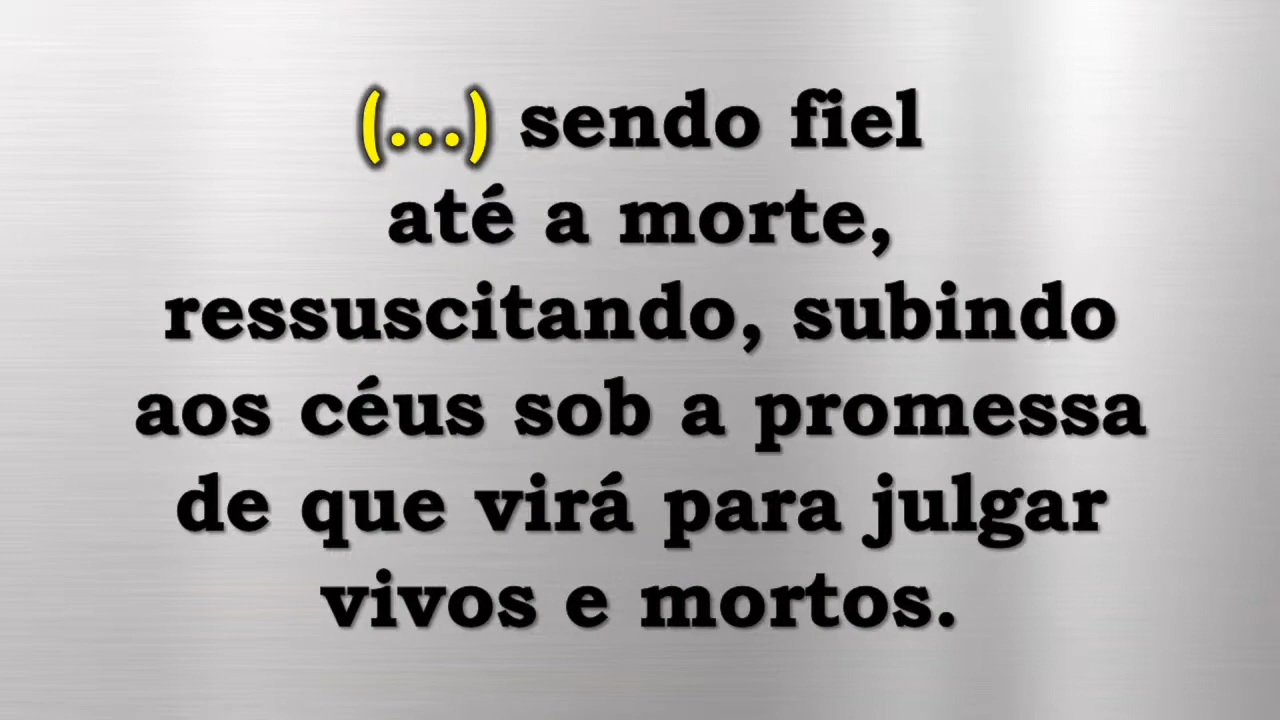 (...) sendo fiel
até a morte,
ressuscitando, subindo
aos céus sob a promessa
de que virá para julgar
vivos e mortos.